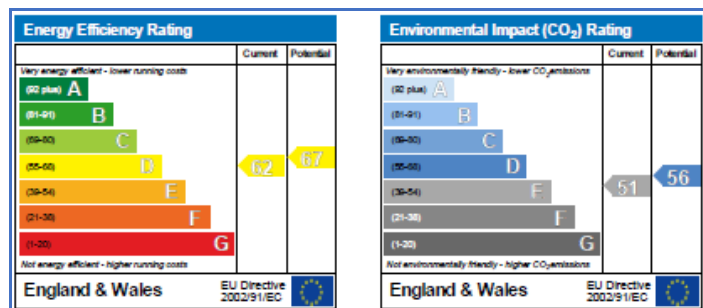 Energy Efficiency Rating
Current Potential
Very energy efficient - lower running costs
(92 plus) A
(81-91) B
(69-80) C
(55-68) D
(39-54) E
(21-38) F
(1-20) G
62
67
Not energy efficient - higher running costs
England & Wales
EU Directive
2002/91/EC
Environmental Impact (CO₂) Rating
Current Potential
Very environmentally friendly - lower CO₂ emissions
(92 plus) A
(81-91) B
(69-80) C
(55-68) D
(39-54) E
(21-38) F
(1-20) G
51
56
Not environmentally friendly - higher CO₂ emissions
England & Wales
EU Directive
2002/91/EC